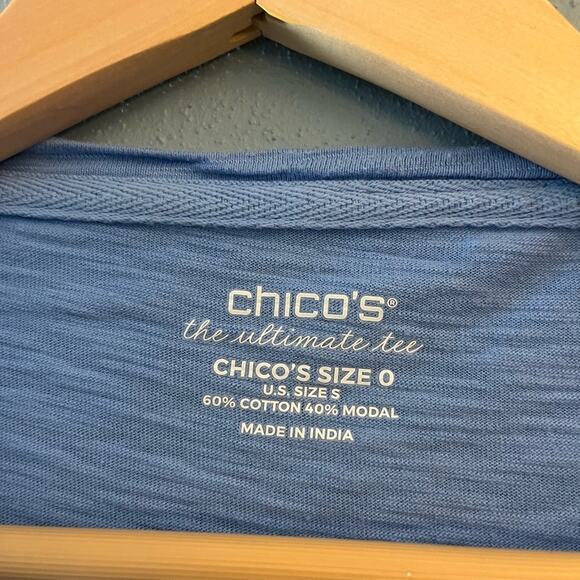 chico's®
the ultimate tee
CHICO'S SIZE 0
U.S. SIZE S
60% COTTON 40% MODAL
MADE IN INDIA